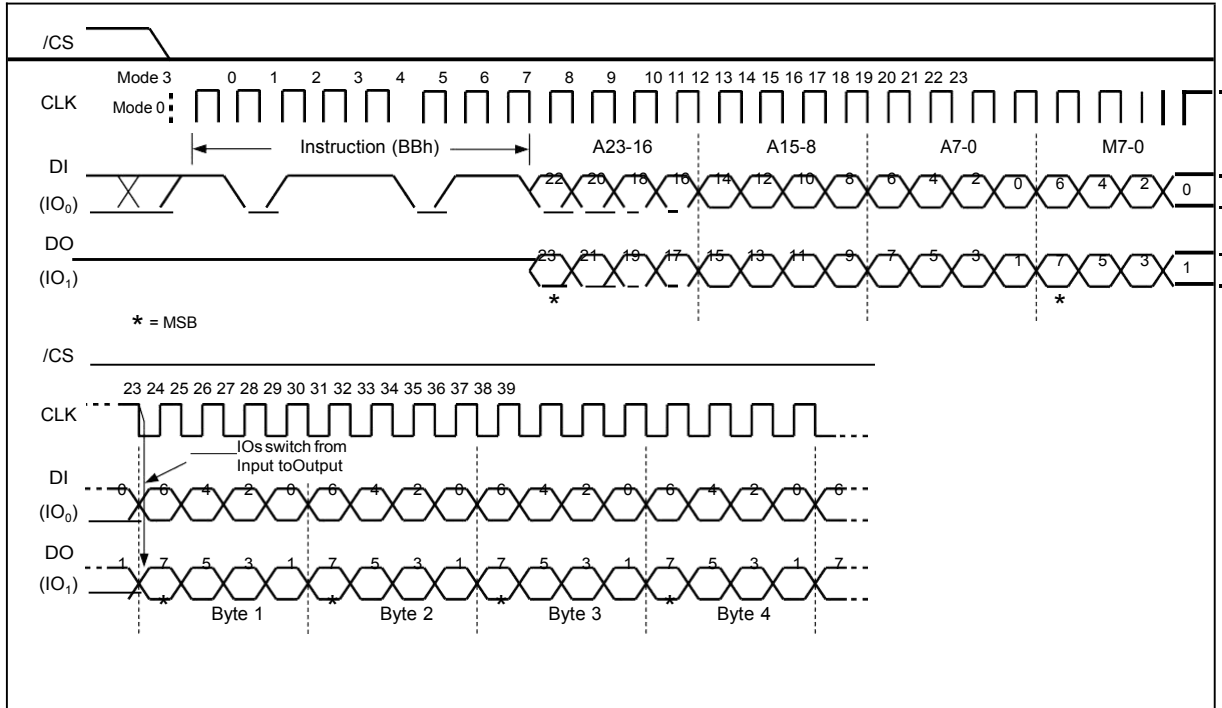 /CS
Mode 3 0 1 2 3 4 5 6 7 8 9 10 11 12 13 14 15 16 17 18 19 20 21 22 23
CLK Mode 0
Instruction (BBh) A23-16 A15-8 A7-0 M7-0
DI
(IO0) 22 20 18 16 14 12 10 8 6 4 2 0 6 4 2 0
DO
(IO1) 23 21 19 17 15 13 11 9 7 5 3 1 7 5 3 1
* *
* = MSB
/CS
23 24 25 26 27 28 29 30 31 32 33 34 35 36 37 38 39
CLK
IOs switch from
Input toOutput
DI
(IO0) 0 6 4 2 0 6 4 2 0 6 4 2 0 6 4 2 0 6
DO
(IO1) 1 7 5 3 1 7 5 3 1 7 5 3 1 7 5 3 1 7
* * * *
Byte 1 Byte 2 Byte 3 Byte 4